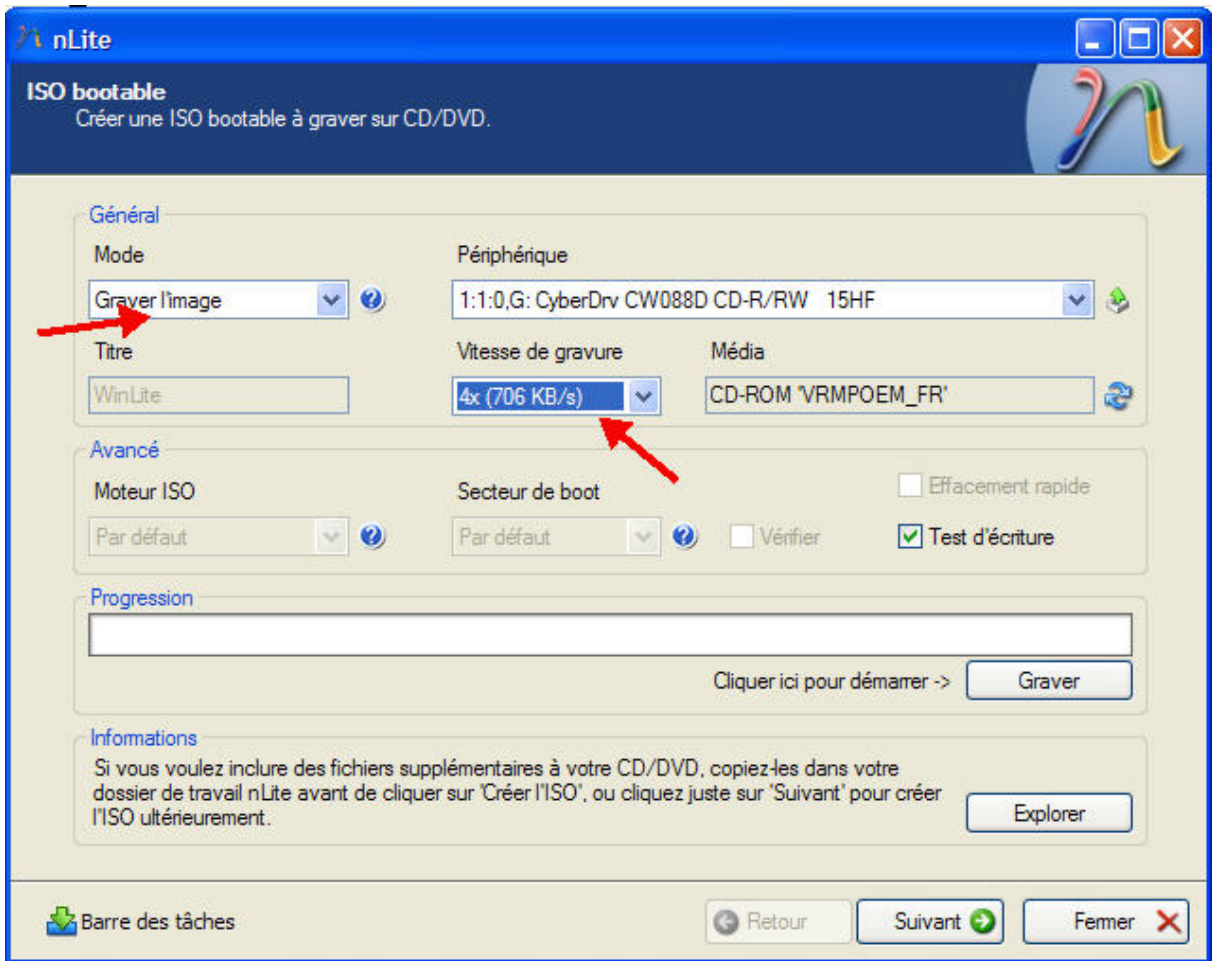 nLite
ISO bootable
Créer une ISO bootable à graver sur CD/DVD.
Général
Mode
Périphérique
Graver l'image
1:1:0,G: CyberDrv CW088D CD-R/RW 15HF
Titre
Vitesse de gravure
Média
WinLite
4x (706 KB/s)
CD-ROM 'VRMPOEM_FR'
Avancé
Moteur ISO
Secteur de boot
Effacement rapide
Par défaut
Par défaut
Vérifier
Test d'écriture
Progression
Cliquer ici pour démarrer ->
Graver
Informations
Si vous voulez inclure des fichiers supplémentaires à votre CD/DVD, copiez-les dans votre
dossier de travail nLite avant de cliquer sur 'Créer l'ISO', ou cliquez juste sur 'Suivant' pour créer
l'ISO ultérieurement.
Explorer
Barre des tâches
Retour
Suivant
Fermer